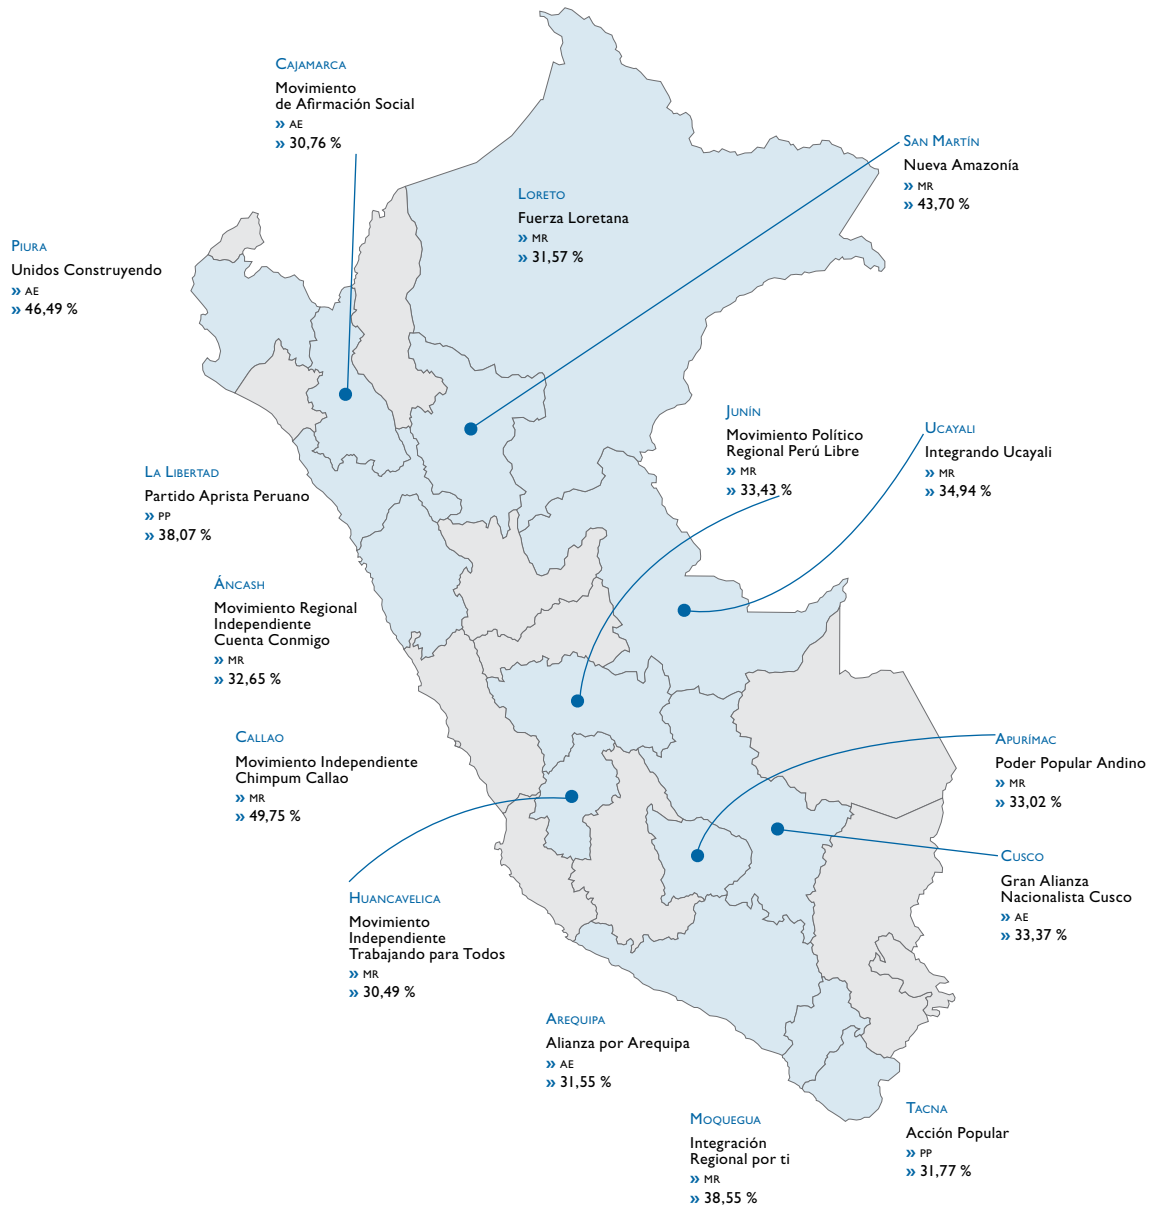 Cajamarca
Movimiento
de Afirmación Social
» AE
» 30,76 %
San Martín
Nueva Amazonía
» MR
» 43,70 %
Loreto
Fuerza Loretana
» MR
» 31,57 %
Piura
Unidos Construyendo
» AE
» 46,49 %
Junín
Movimiento Político
Regional Perú Libre
» MR
» 33,43 %
Ucayali
Integrando Ucayali
» MR
» 34,94 %
La Libertad
Partido Aprista Peruano
» PP
» 38,07 %
Áncash
Movimiento Regional
Independiente
Cuenta Conmigo
» MR
» 32,65 %
Callao
Movimiento Independiente
Chimpum Callao
» MR
» 49,75 %
Apurímac
Poder Popular Andino
» MR
» 33,02 %
Cusco
Gran Alianza
Nacionalista Cusco
» AE
» 33,37 %
Huancavelica
Movimiento
Independiente
Trabajando para Todos
» MR
» 30,49 %
Arequipa
Alianza por Arequipa
» AE
» 31,55 %
Moquegua
Integración
Regional por ti
» MR
» 38,55 %
Tacna
Acción Popular
» PP
» 31,77 %